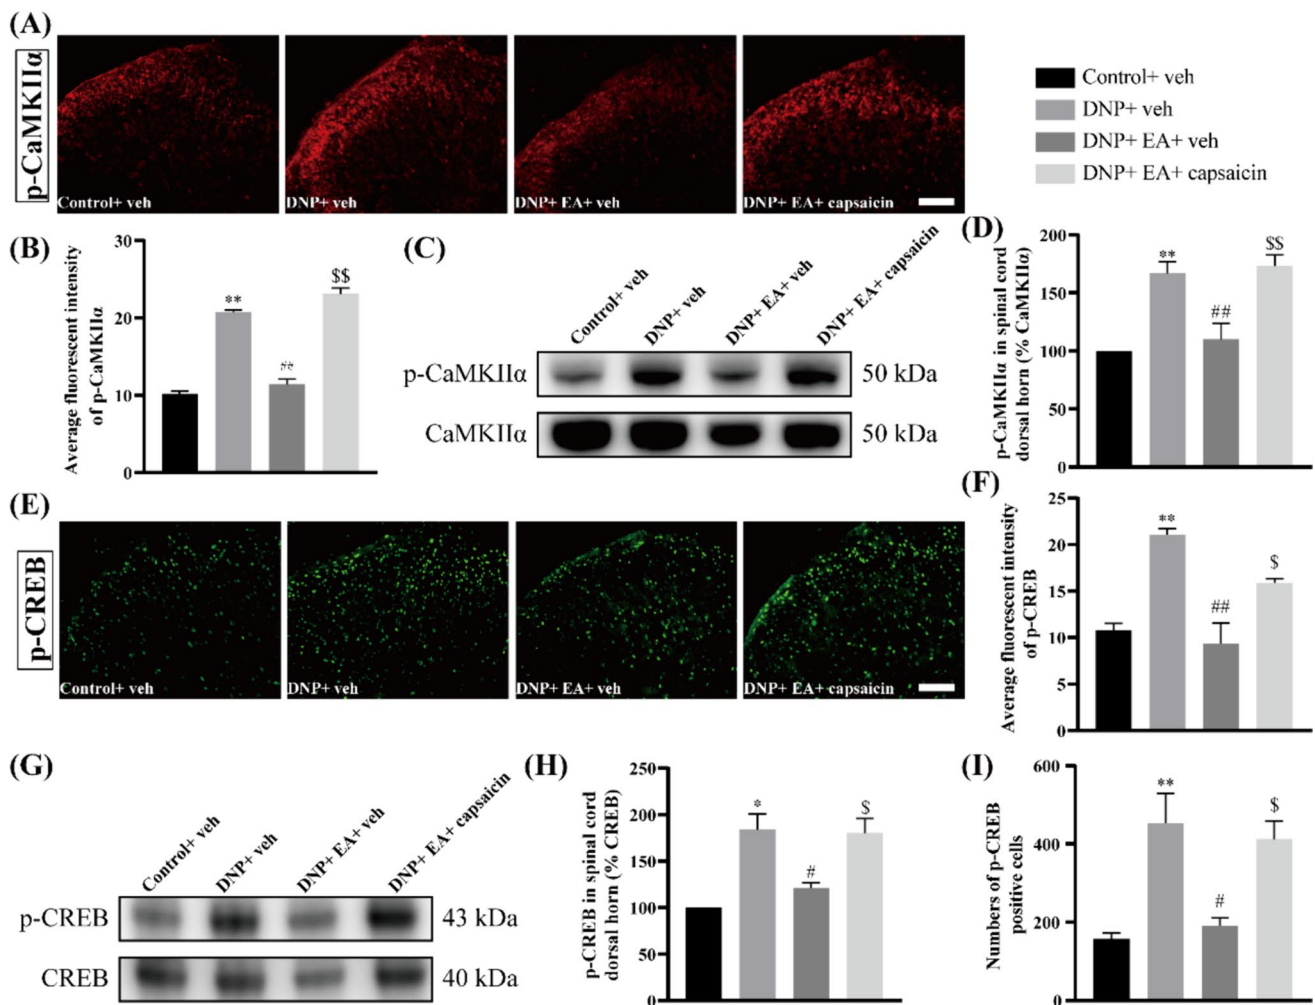 (A)
p-CaMKIIα
Control+ veh
DNP+ veh
DNP+ EA+ veh
DNP+ EA+ capsaicin
Control+ veh
DNP+ veh
DNP+ EA+ veh
DNP+ EA+ capsaicin
(B)
Average fluorescent intensity
of p-CaMKIIα
30
20
10
0
**
##
$$
(C)
Control+ veh
DNP+ veh
DNP+ EA+ veh
DNP+ EA+ capsaicin
p-CaMKIIα
50 kDa
CaMKIIα
50 kDa
(D)
p-CaMKIIα in spinal cord
dorsal horn (% CaMKIIα)
200
150
100
50
0
**
##
$$
(E)
p-CREB
Control+ veh
DNP+ veh
DNP+ EA+ veh
DNP+ EA+ capsaicin
(F)
Average fluorescent intensity
of p-CREB
25
20
15
10
5
0
**
##
$
(G)
Control+ veh
DNP+ veh
DNP+ EA+ veh
DNP+ EA+ capsaicin
p-CREB
43 kDa
CREB
40 kDa
(H)
p-CREB in spinal cord
dorsal horn (% CREB)
250
200
150
100
50
0
*
#
$
(I)
Numbers of p-CREB
positive cells
600
400
200
0
**
#
$